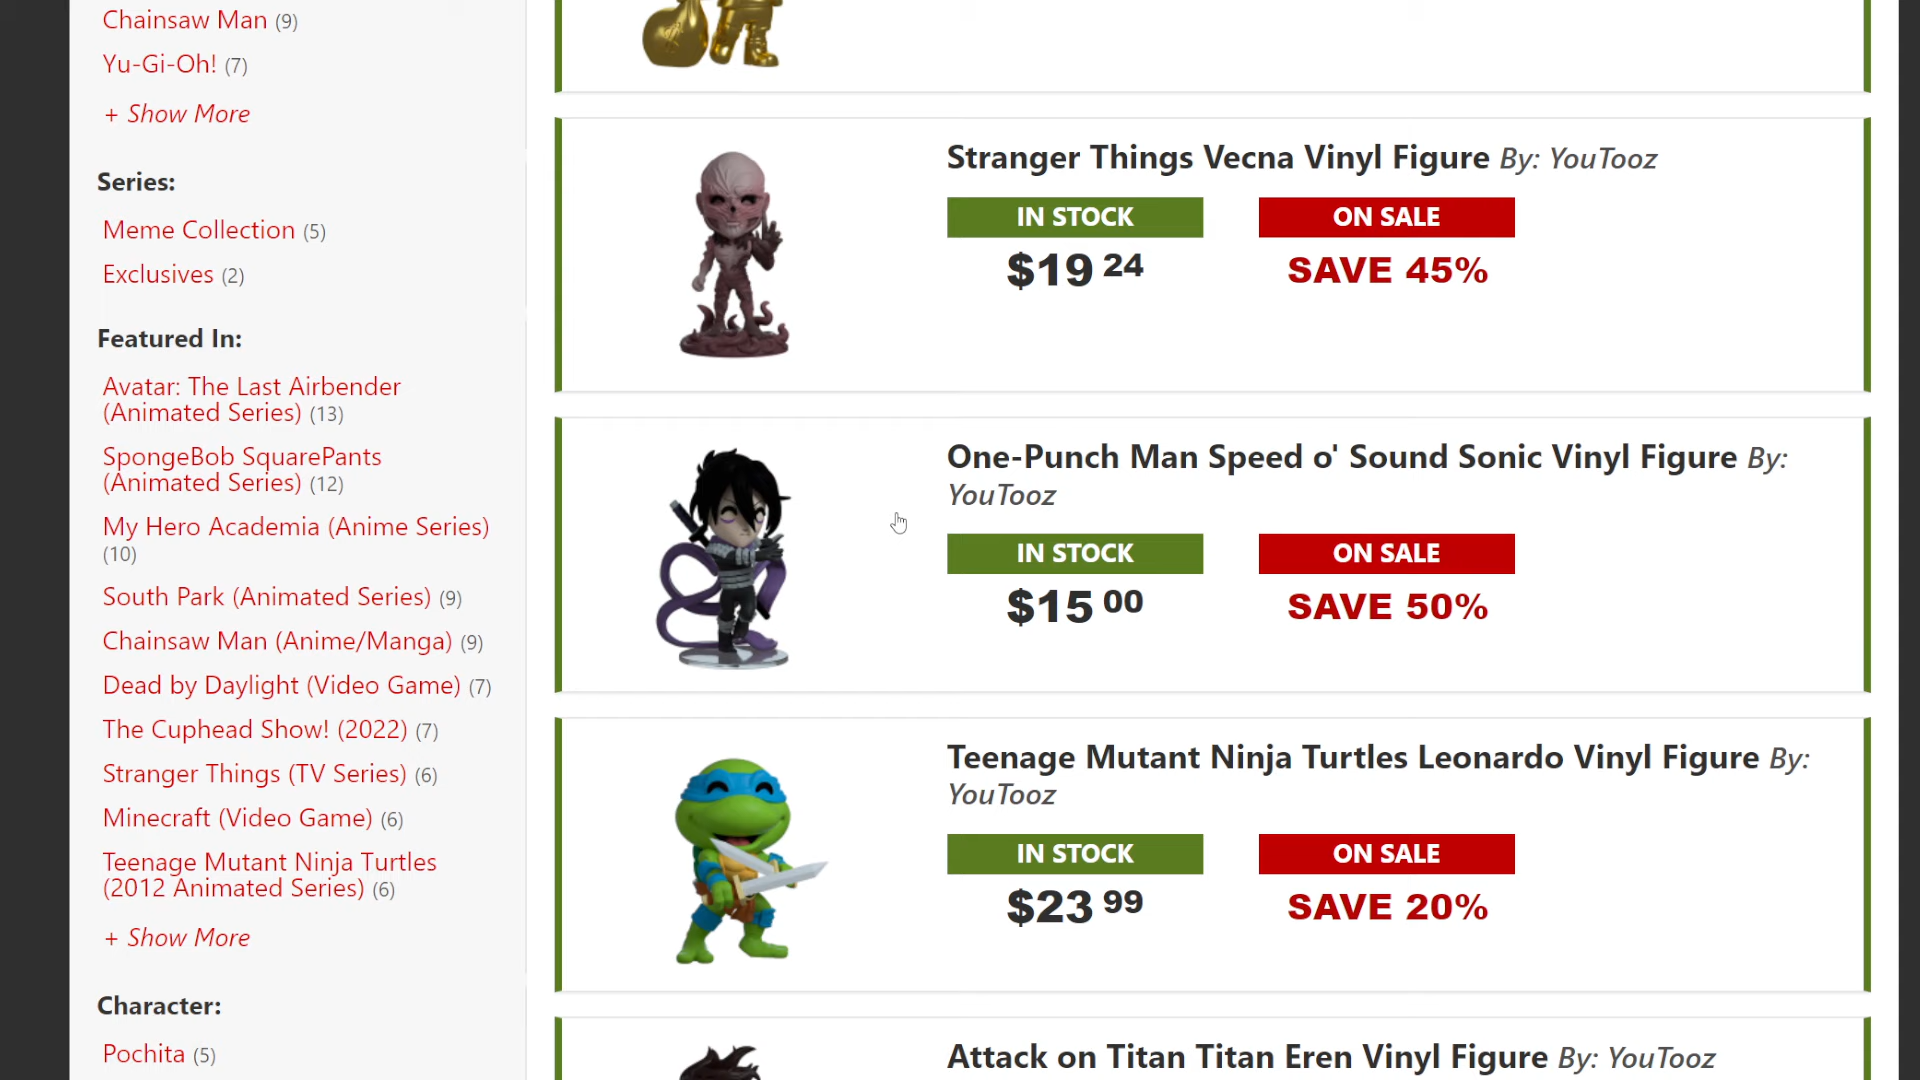 Chainsaw Man (9)
Yu-Gi-Oh! (7)
+ Show More
Series:
Meme Collection (5)
Exclusives (2)
Featured In:
Avatar: The Last Airbender
(Animated Series) (13)
SpongeBob SquarePants
(Animated Series) (12)
My Hero Academia (Anime Series)
(10)
South Park (Animated Series) (9)
Chainsaw Man (Anime/Manga) (9)
Dead by Daylight (Video Game) (7)
The Cuphead Show! (2022) (7)
Stranger Things (TV Series) (6)
Minecraft (Video Game) (6)
Teenage Mutant Ninja Turtles
(2012 Animated Series) (6)
+ Show More
Character:
Pochita (5)
Stranger Things Vecna Vinyl Figure By: YouTooz
IN STOCK ON SALE
$19 24 SAVE 45%
One-Punch Man Speed o' Sound Sonic Vinyl Figure By:
YouTooz
IN STOCK ON SALE
$15 00 SAVE 50%
Teenage Mutant Ninja Turtles Leonardo Vinyl Figure By:
YouTooz
IN STOCK ON SALE
$23 99 SAVE 20%
Attack on Titan Titan Eren Vinyl Figure By: YouTooz